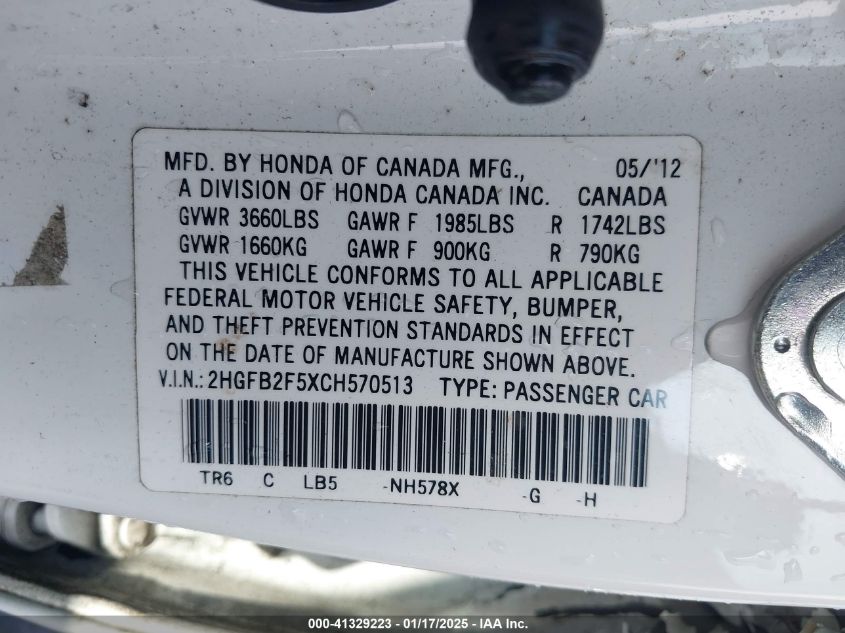 MFD. BY HONDA OF CANADA MFG., 05/'12
A DIVISION OF HONDA CANADA INC. CANADA
GVWR 3660LBS GAWR F 1985LBS R 1742LBS
GVWR 1660KG GAWR F 900KG R 790KG
THIS VEHICLE CONFORMS TO ALL APPLICABLE
FEDERAL MOTOR VEHICLE SAFETY, BUMPER,
AND THEFT PREVENTION STANDARDS IN EFFECT
ON THE DATE OF MANUFACTURE SHOWN ABOVE.
V.I.N.: 2HGFB2F5XCH570513 TYPE: PASSENGER CAR
TR6 C LB5 -NH578X -G -H
000-41329223 - 01/17/2025 - IAA Inc.